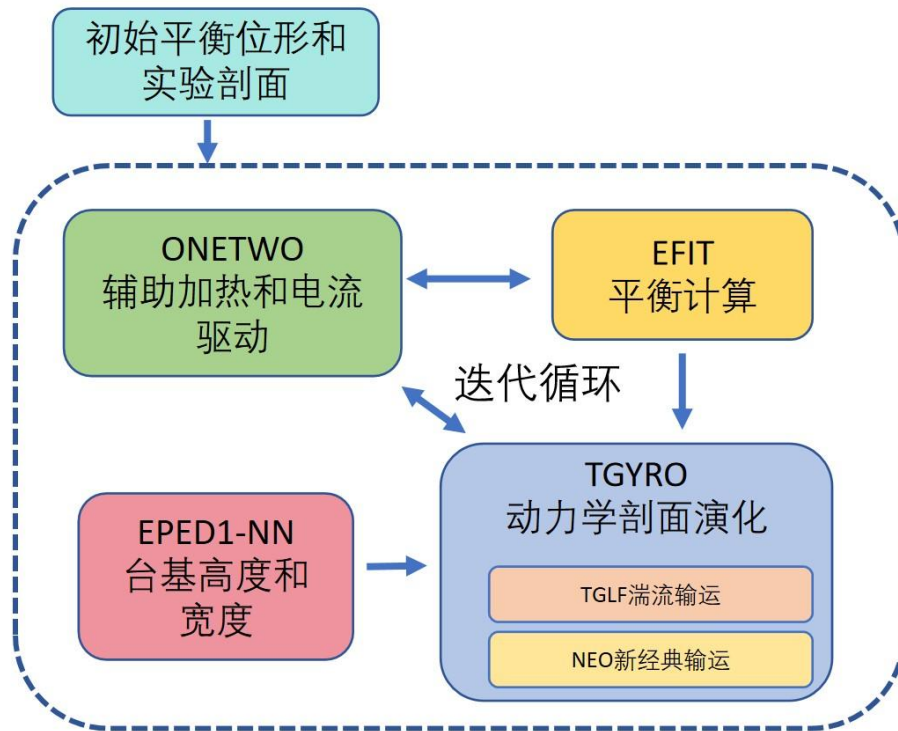 初始平衡位形和
实验剖面
ONETWO
辅助加热和电流
驱动
EFIT
平衡计算
迭代循环
EPED1-NN
台基高度和
宽度
TGYRO
动力学剖面演化
TGLF湍流输运
NEO新经典输运